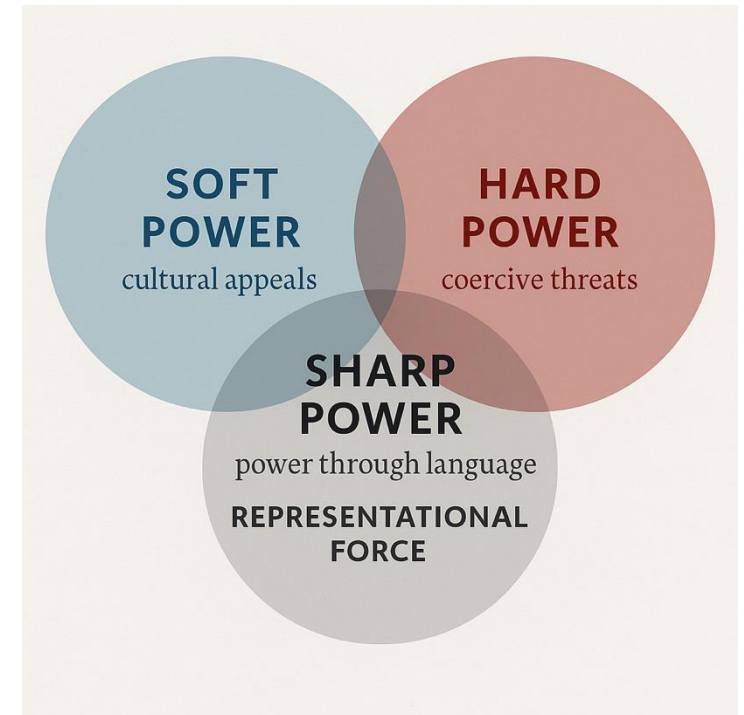 SOFT
POWER
cultural appeals
HARD
POWER
coercive threats
SHARP
POWER
power through language
REPRESENTATIONAL
FORCE